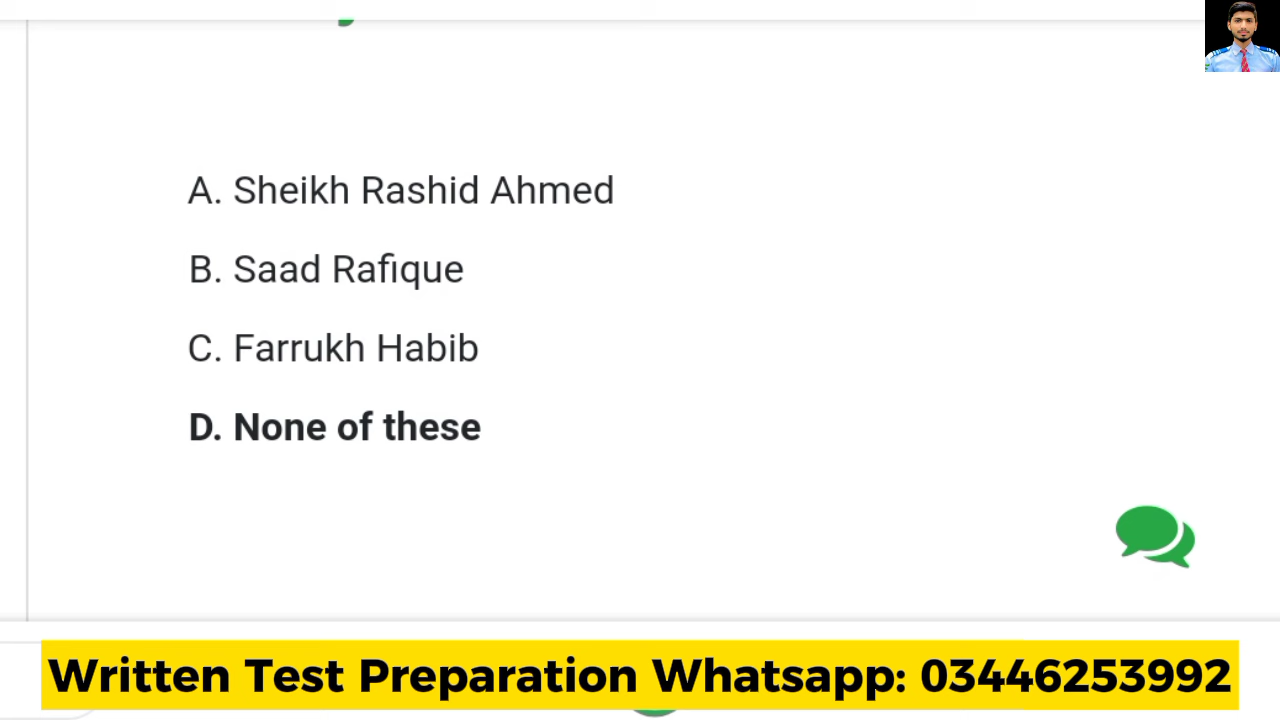 A. Sheikh Rashid Ahmed
B. Saad Rafique
C. Farrukh Habib
D. None of these
Written Test Preparation Whatsapp: 03446253992